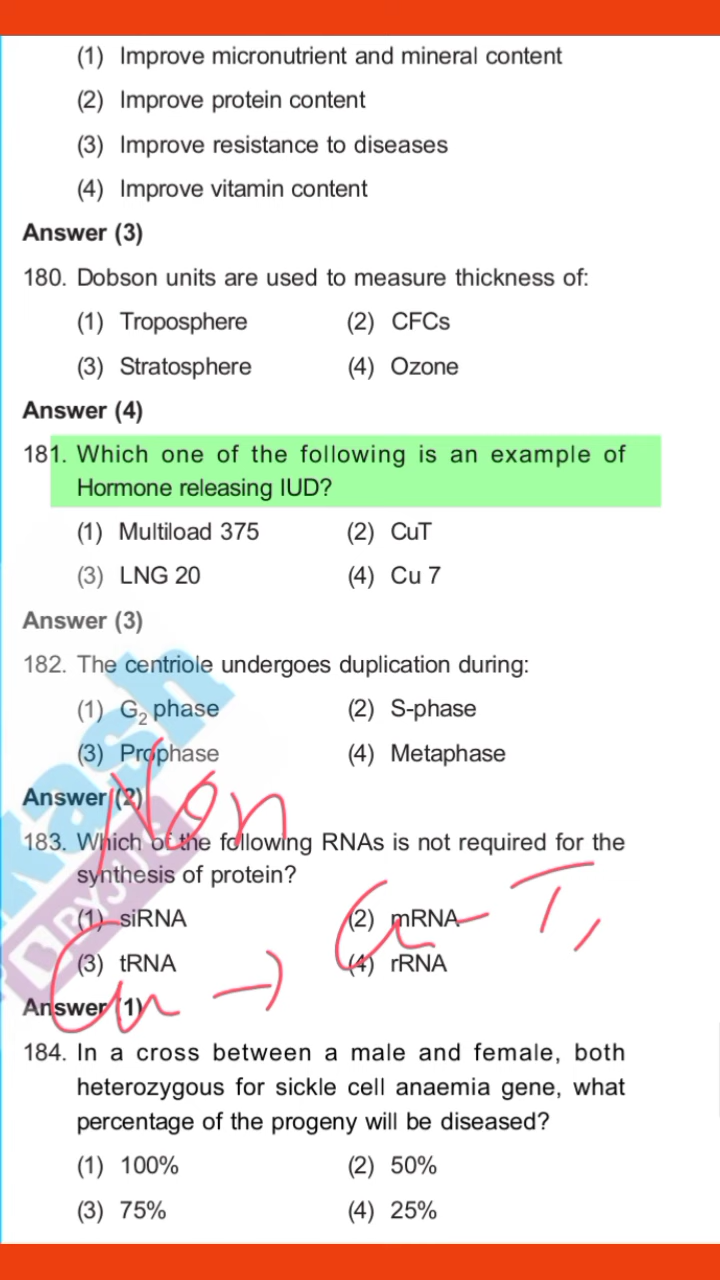 (1) Improve micronutrient and mineral content
(2) Improve protein content
(3) Improve resistance to diseases
(4) Improve vitamin content
Answer (3)
180. Dobson units are used to measure thickness of:
(1) Troposphere (2) CFCs
(3) Stratosphere (4) Ozone
Answer (4)
181. Which one of the following is an example of
Hormone releasing IUD?
(1) Multiload 375 (2) CuT
(3) LNG 20 (4) Cu 7
Answer (3)
182. The centriole undergoes duplication during:
(1) G₂ phase (2) S-phase
(3) Prophase (4) Metaphase
Answer (2)
Non
183. Which of the following RNAs is not required for the
synthesis of protein?
(1) siRNA (2) mRNA
Cu - T,
(3) tRNA (4) rRNA
Cu →
Answer (1)
184. In a cross between a male and female, both
heterozygous for sickle cell anaemia gene, what
percentage of the progeny will be diseased?
(1) 100% (2) 50%
(3) 75% (4) 25%